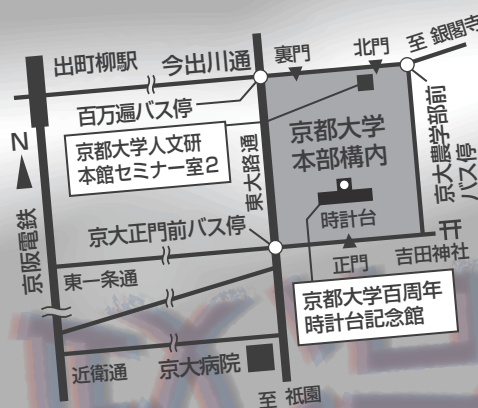 至 銀閣寺
出町柳駅
今出川通
裏門
北門
百万遍バス停
京都大学人文研
本館セミナー室2
N
京都大学
本部構内
京大農学部前
バス停
東大路通
時計台
京大正門前バス停
京阪電鉄
東一条通
正門
吉田神社
京都大学百周年
時計台記念館
近衛通
京大病院
至 祇園